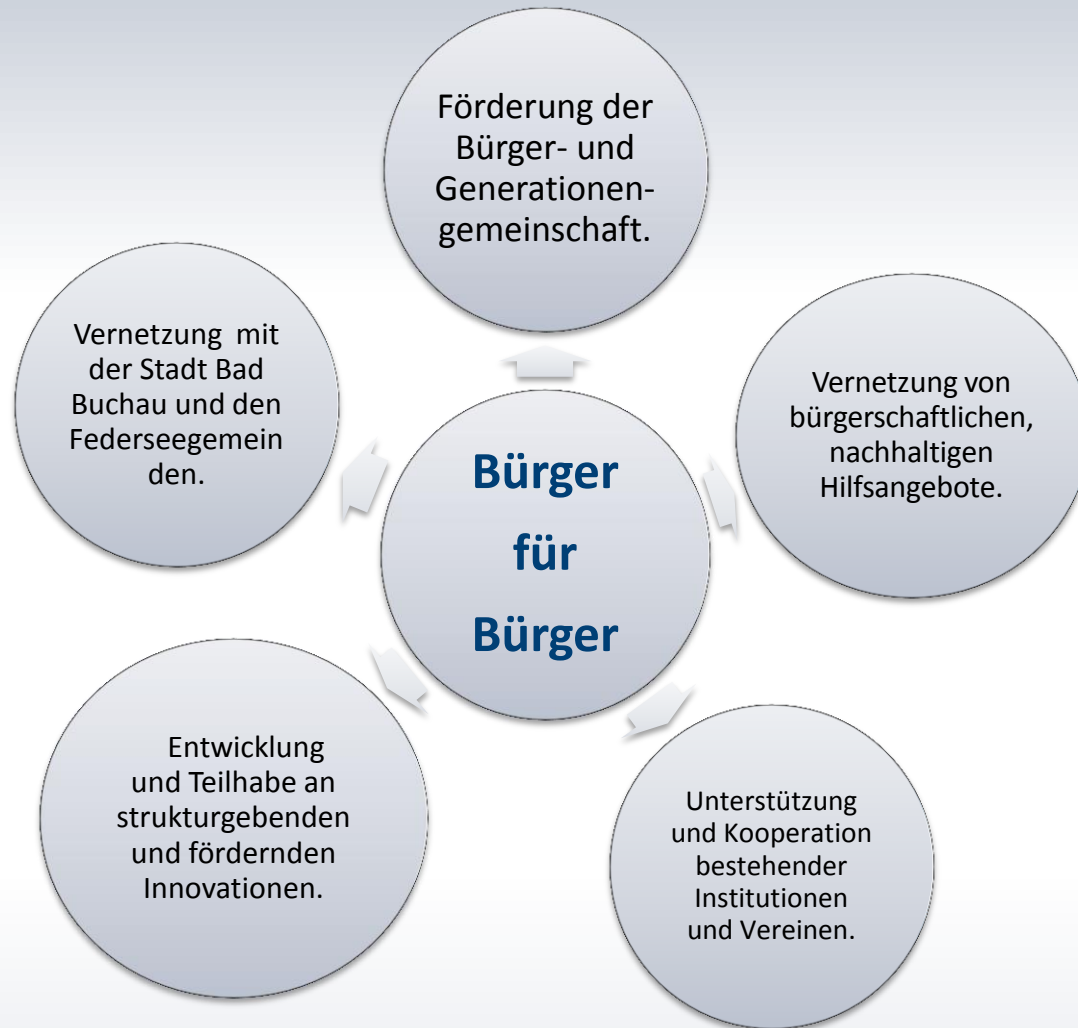 Förderung der
Bürger- und
Generationen-
gemeinschaft.
Vernetzung mit
der Stadt Bad
Buchau und den
Federseegemein
den.
Vernetzung von
bürgerschaftlichen,
nachhaltigen
Hilfsangebote.
Bürger
für
Bürger
Entwicklung
und Teilhabe an
strukturgebenden
und fördernden
Innovationen.
Unterstützung
und Kooperation
bestehender
Institutionen
und Vereinen.